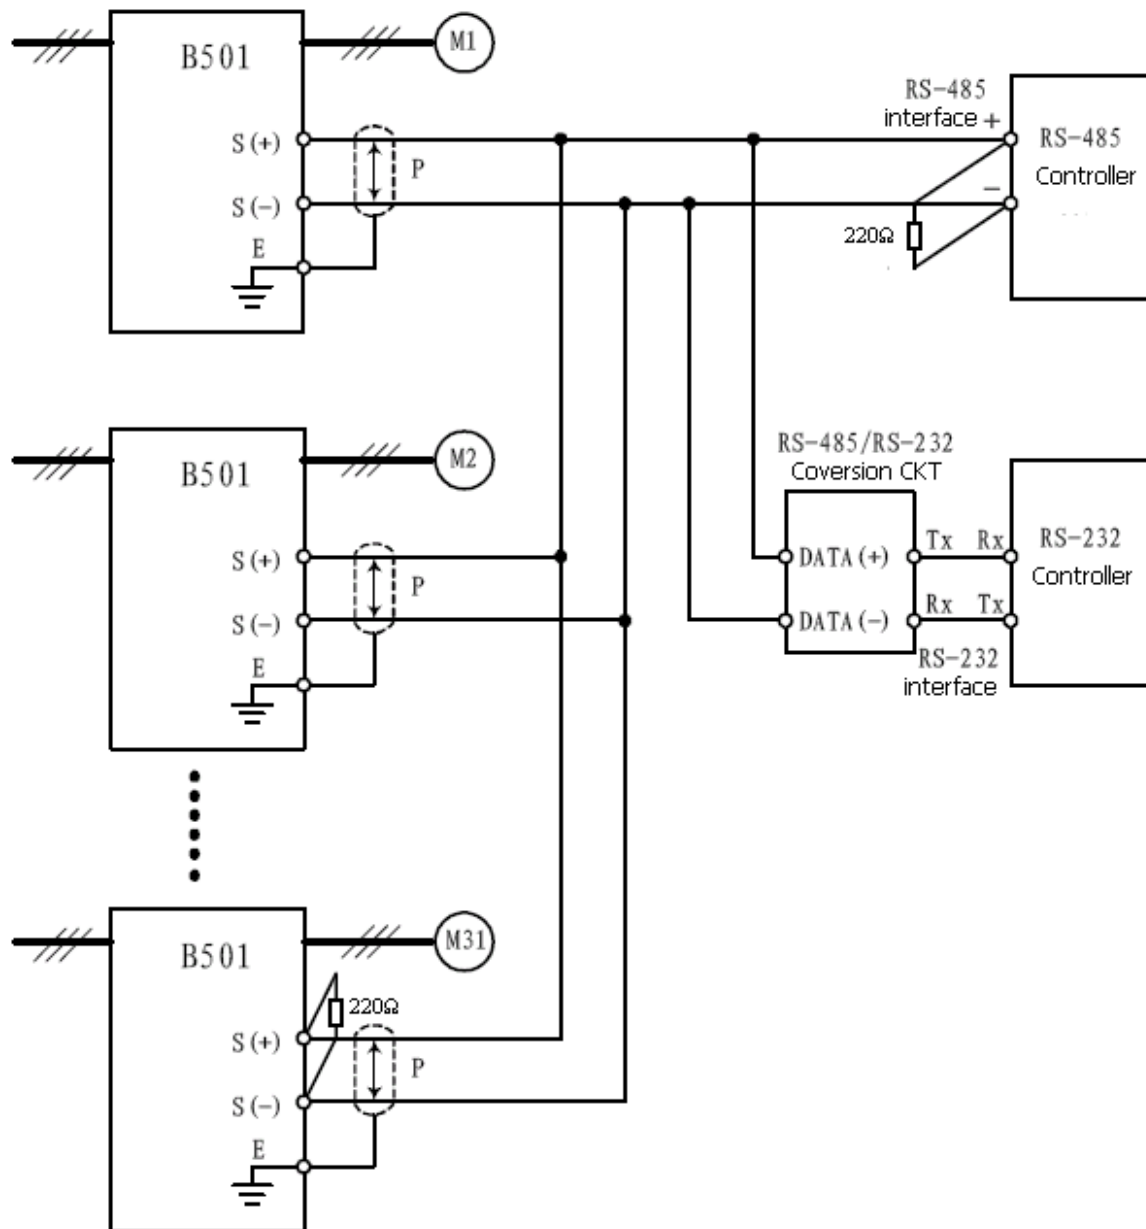 B501
M1
S(+)
P
S(-)
E
RS-485
interface +
-
220Ω
RS-485
Controller
B501
M2
S(+)
P
S(-)
E
RS-485/RS-232
Coversion CKT
DATA(+)
DATA(-)
Tx
Rx
Rx
Tx
RS-232
interface
RS-232
Controller
B501
M31
220Ω
S(+)
P
S(-)
E